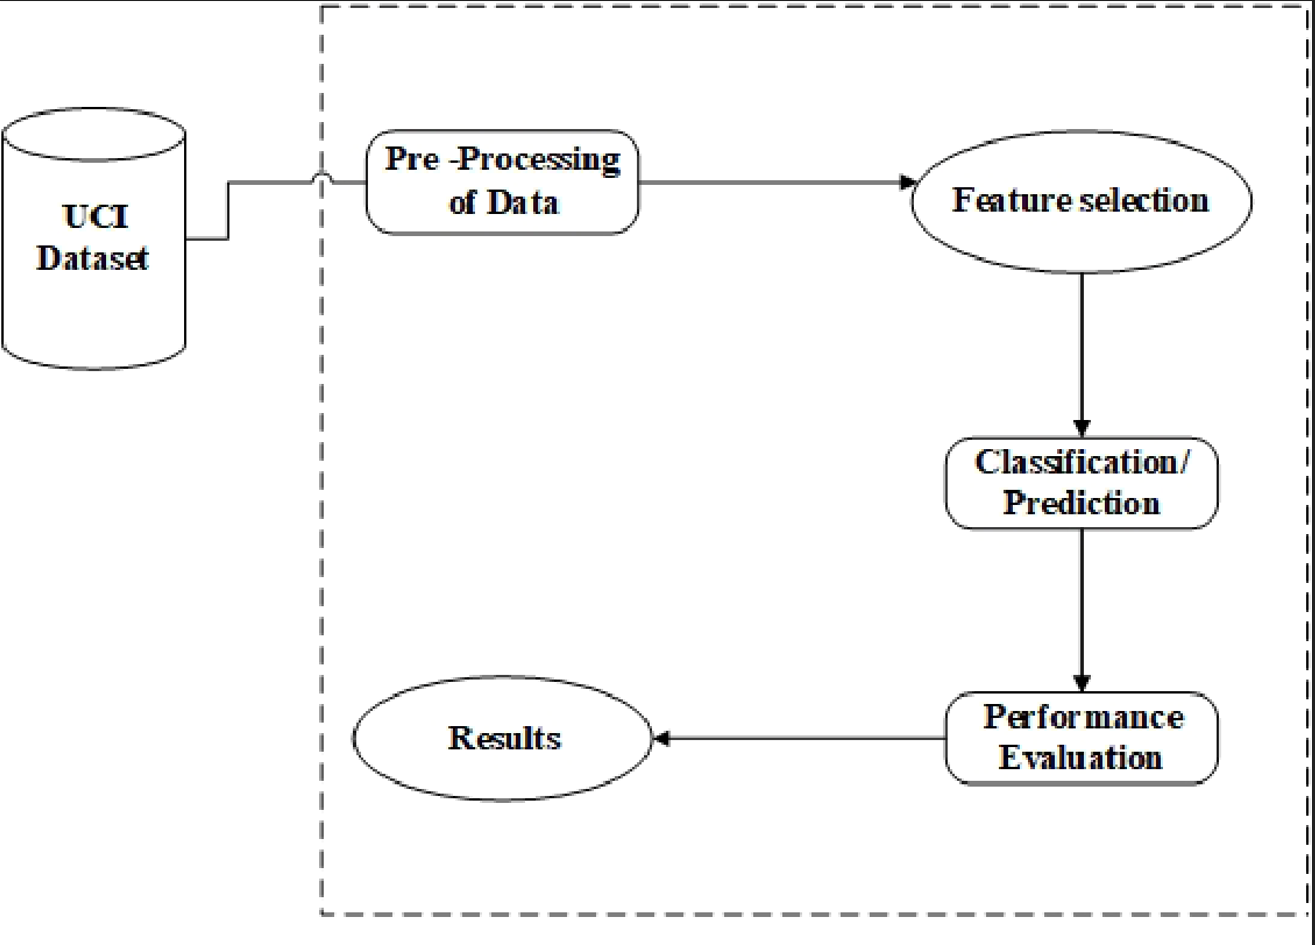 UCI
Dataset
Pre -Processing
of Data
Feature selection
Classification/
Prediction
Performance
Evaluation
Results